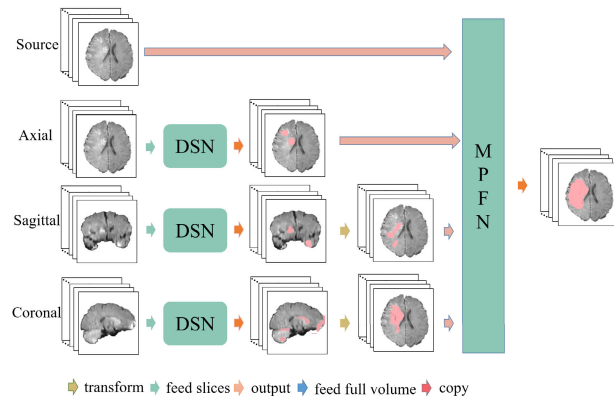 Source
Axial
DSN
Sagittal
DSN
Coronal
DSN
M
P
F
N
transform feed slices output feed full volume copy